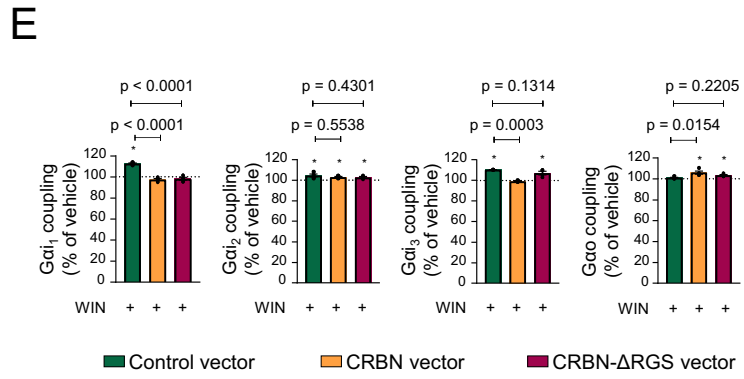 E
p < 0.0001
p < 0.0001
*
Gαi1 coupling
(% of vehicle)
120
100
80
60
40
20
0
WIN + + +
p = 0.4301
p = 0.5538
* * *
Gαi2 coupling
(% of vehicle)
120
100
80
60
40
20
0
+ + +
p = 0.1314
p = 0.0003
* *
Gαi3 coupling
(% of vehicle)
120
100
80
60
40
20
0
WIN + + +
p = 0.2205
p = 0.0154
* *
Gαo coupling
(% of vehicle)
120
100
80
60
40
20
0
WIN + + +
Control vector
CRBN vector
CRBN-ΔRGS vector